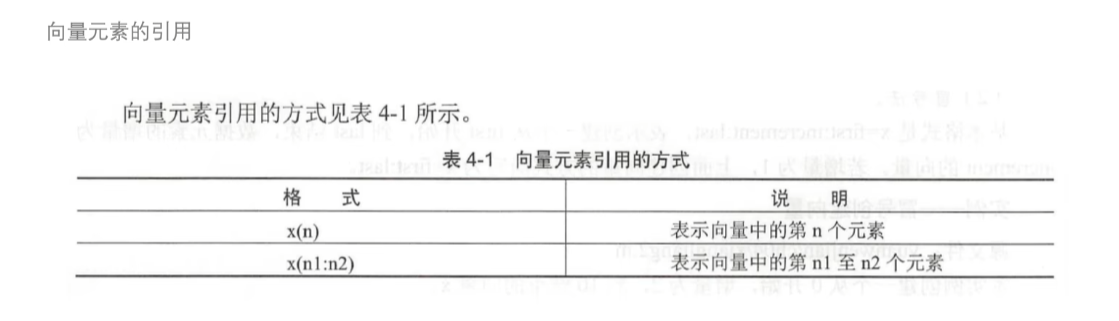 向量元素的引用
向量元素引用的方式见表 4-1 所示。
表 4-1 向量元素引用的方式
格 式 说 明
x(n) 表示向量中的第 n 个元素
x(n1:n2) 表示向量中的第 n1 至 n2 个元素